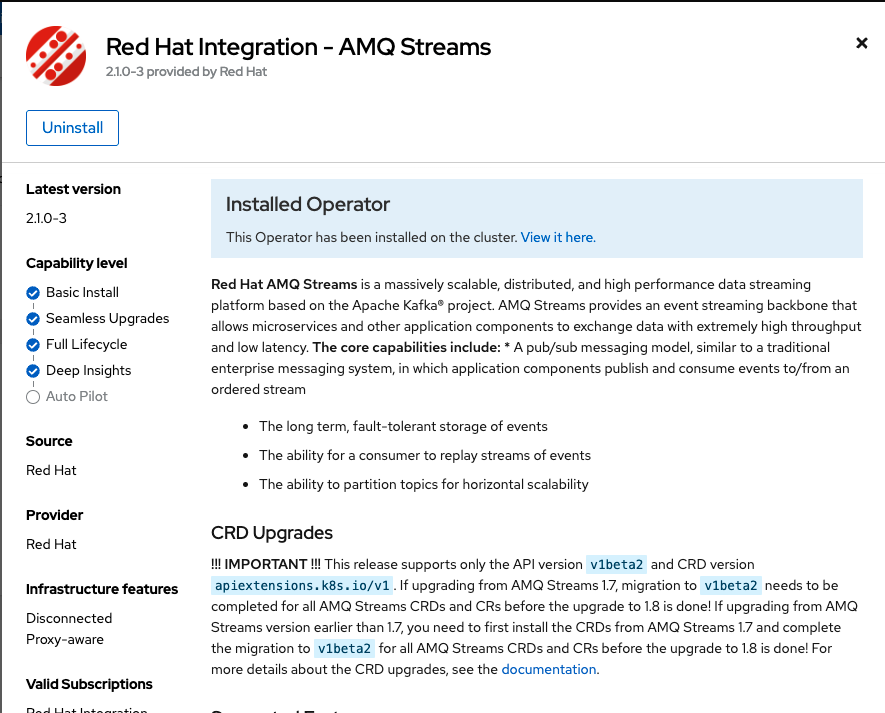 Red Hat Integration - AMQ Streams
2.1.0-3 provided by Red Hat
Uninstall
Latest version
2.1.0-3
Capability level
Basic Install
Seamless Upgrades
Full Lifecycle
Deep Insights
Auto Pilot
Source
Red Hat
Provider
Red Hat
Infrastructure features
Disconnected
Proxy-aware
Valid Subscriptions
Red Hat Integration
Installed Operator
This Operator has been installed on the cluster. View it here.
Red Hat AMQ Streams is a massively scalable, distributed, and high performance data streaming
platform based on the Apache Kafka® project. AMQ Streams provides an event streaming backbone that
allows microservices and other application components to exchange data with extremely high throughput
and low latency. The core capabilities include: * A pub/sub messaging model, similar to a traditional
enterprise messaging system, in which application components publish and consume events to/from an
ordered stream
• The long term, fault-tolerant storage of events
• The ability for a consumer to replay streams of events
• The ability to partition topics for horizontal scalability
CRD Upgrades
!!! IMPORTANT !!! This release supports only the API version v1beta2 and CRD version
apiextensions.k8s.io/v1. If upgrading from AMQ Streams 1.7, migration to v1beta2 needs to be
completed for all AMQ Streams CRDs and CRs before the upgrade to 1.8 is done! If upgrading from AMQ
Streams version earlier than 1.7, you need to first install the CRDs from AMQ Streams 1.7 and complete
the migration to v1beta2 for all AMQ Streams CRDs and CRs before the upgrade to 1.8 is done! For
more details about the CRD upgrades, see the documentation.